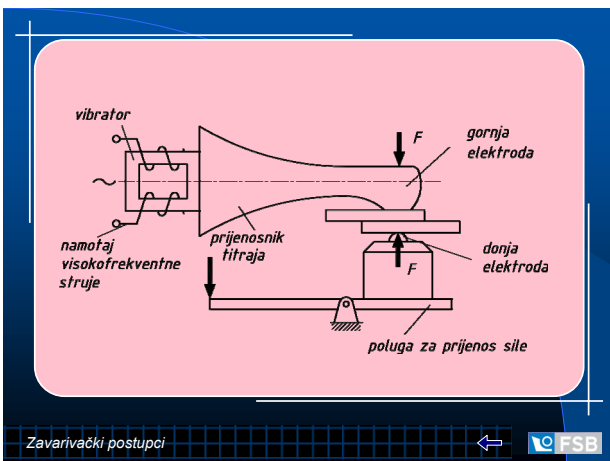 vibrator
F
gornja
elektroda
namotaj
visokofrekventne
struje
prijenosnik
titraja
F
donja
elektroda
poluga za prijenos sile
Zavarivački postupci
FSB